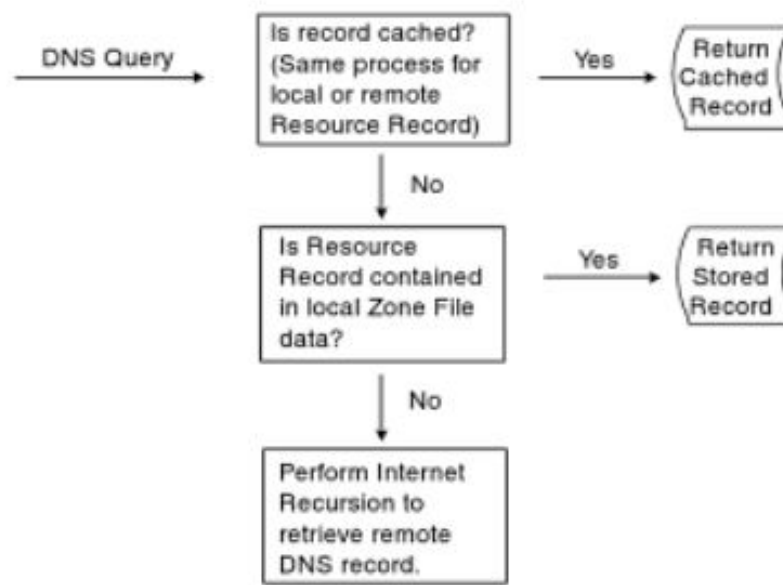 DNS Query
Is record cached?
(Same process for
local or remote
Resource Record)
Yes
Return
Cached
Record
No
Is Resource
Record contained
in local Zone File
data?
Yes
Return
Stored
Record
No
Perform Internet
Recursion to
retrieve remote
DNS record.